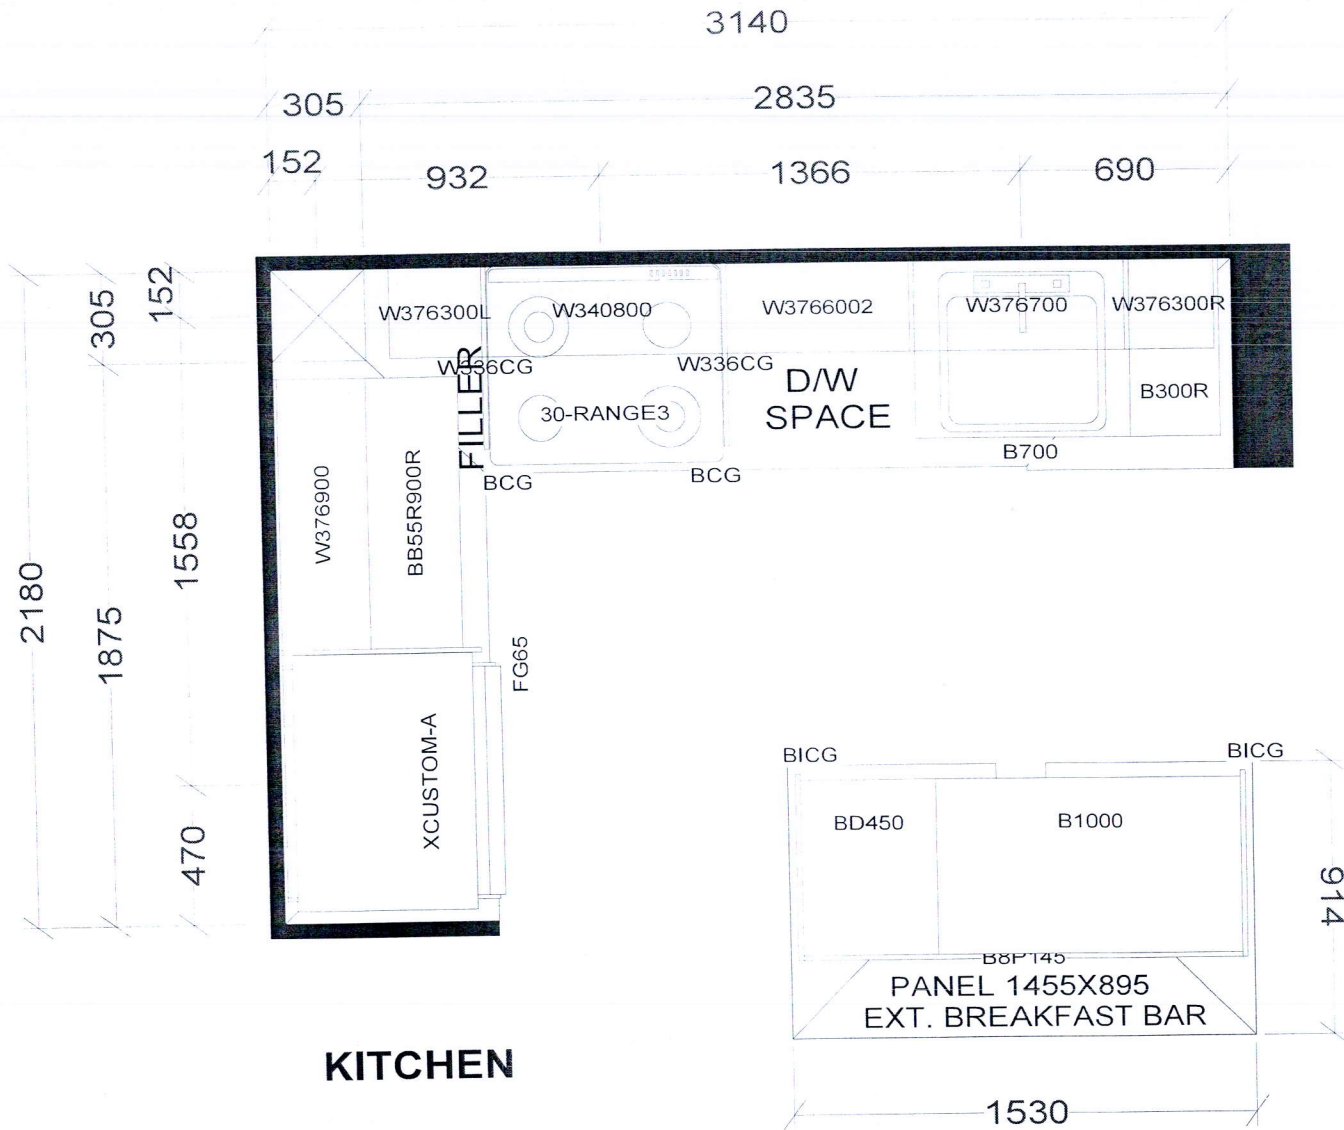 3140
305
2835
152
932
1366
690
305
152
W376300L
W340800
W3766002
W376700
W376300R
W336CG
W336CG
FILLER
D/W
SPACE
B300R
30-RANGE3
B700
BCG
BCG
W376900
BB55R900R
1558
2180
1875
FG65
XCUSTOM-A
470
BICG
BICG
BD450
B1000
914
B8P145
PANEL 1455X895
EXT. BREAKFAST BAR
KITCHEN
1530